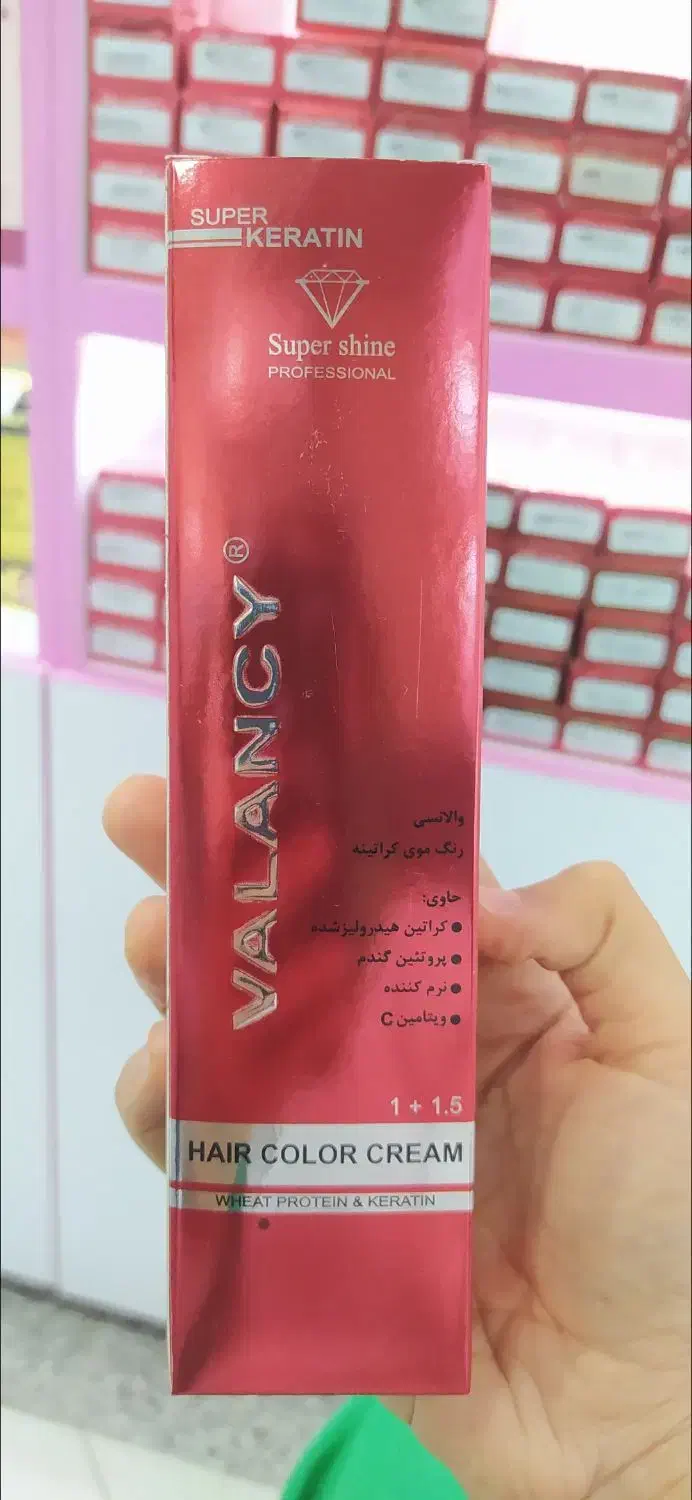 SUPER
KERATIN
Super shine
PROFESSIONAL
VALANCY®
والانسی
رنگ موی کراتینه
حاوی:
● کراتین هیدرولیزشده
● پروتئین گندم
● نرم کننده
● ویتامین C
1 + 1.5
HAIR COLOR CREAM
WHEAT PROTEIN & KERATIN